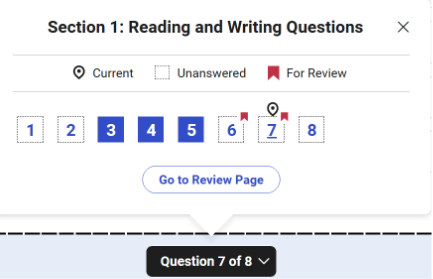 Section 1: Reading and Writing Questions
Current Unanswered For Review
1 2 3 4 5 6 7 8
Go to Review Page
Question 7 of 8